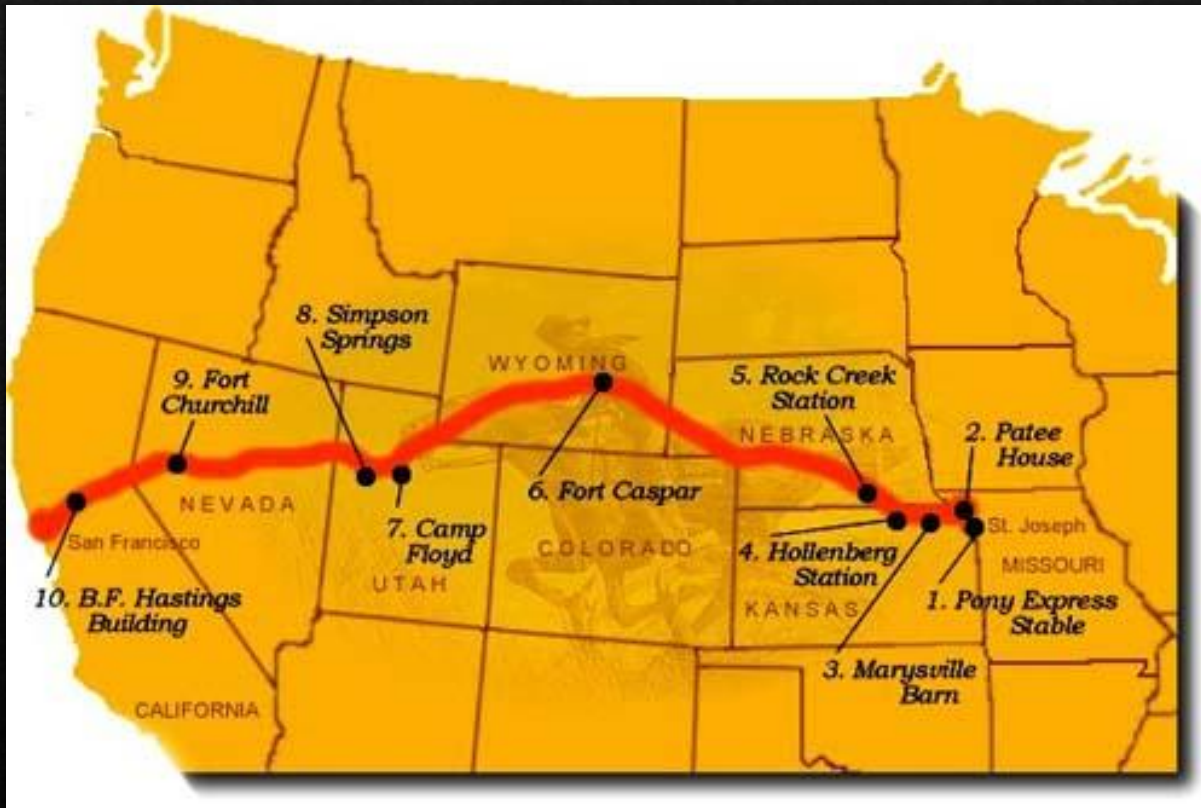 8. Simpson
Springs
WYOMING
9. Fort
Churchill
5. Rock Creek
Station
NEBRASKA
2. Patee
House
6. Fort Caspar
NEVADA
7. Camp
Floyd
UTAH
COLORADO
San Francisco
4. Hollenberg
Station
KANSAS
St. Joseph
MISSOURI
1. Pony Express
Stable
10. B.F. Hastings
Building
3. Marysville
Barn
CALIFORNIA